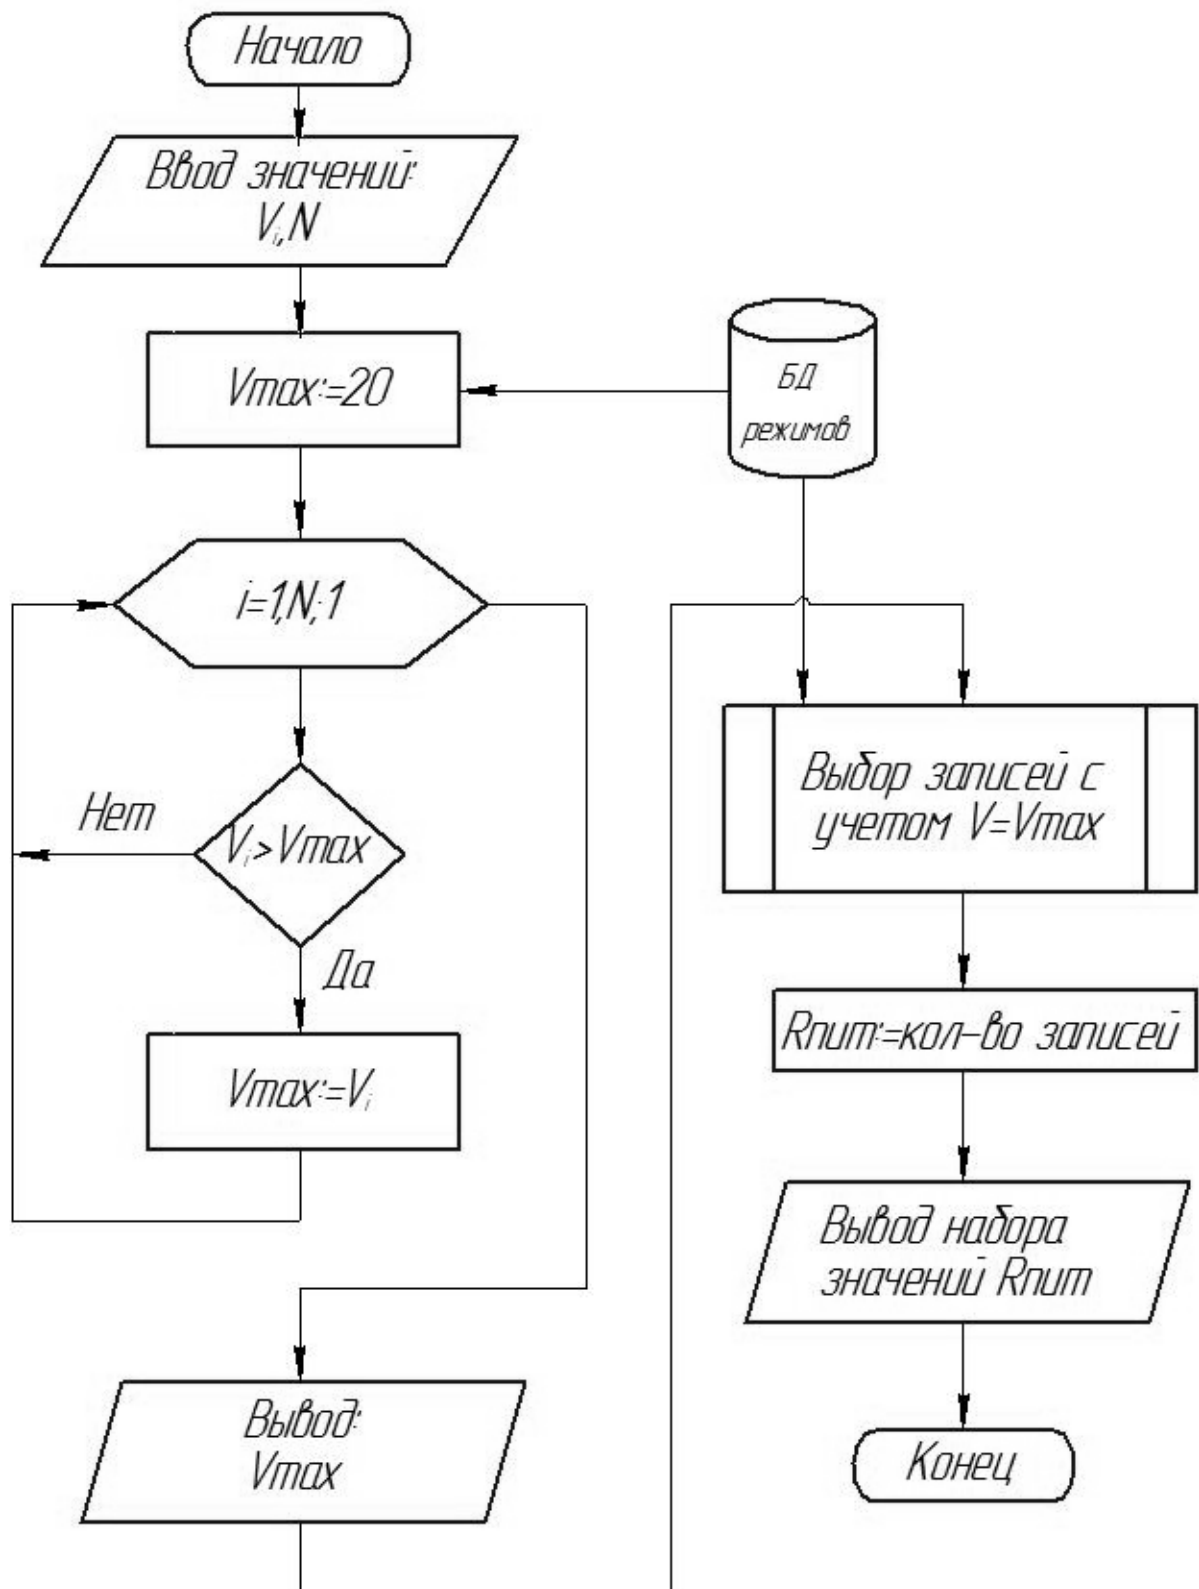 Начало
Ввод значений:
Vi,N
Vmax:=20
БД
режимов
i=1,N,1
Нет
Vi>Vmax
Да
Vmax:=Vi
Вывод:
Vmax
Выбор записей с
учетом V=Vmax
Rпит:=кол-во записей
Вывод набора
значений Rпит
Конец